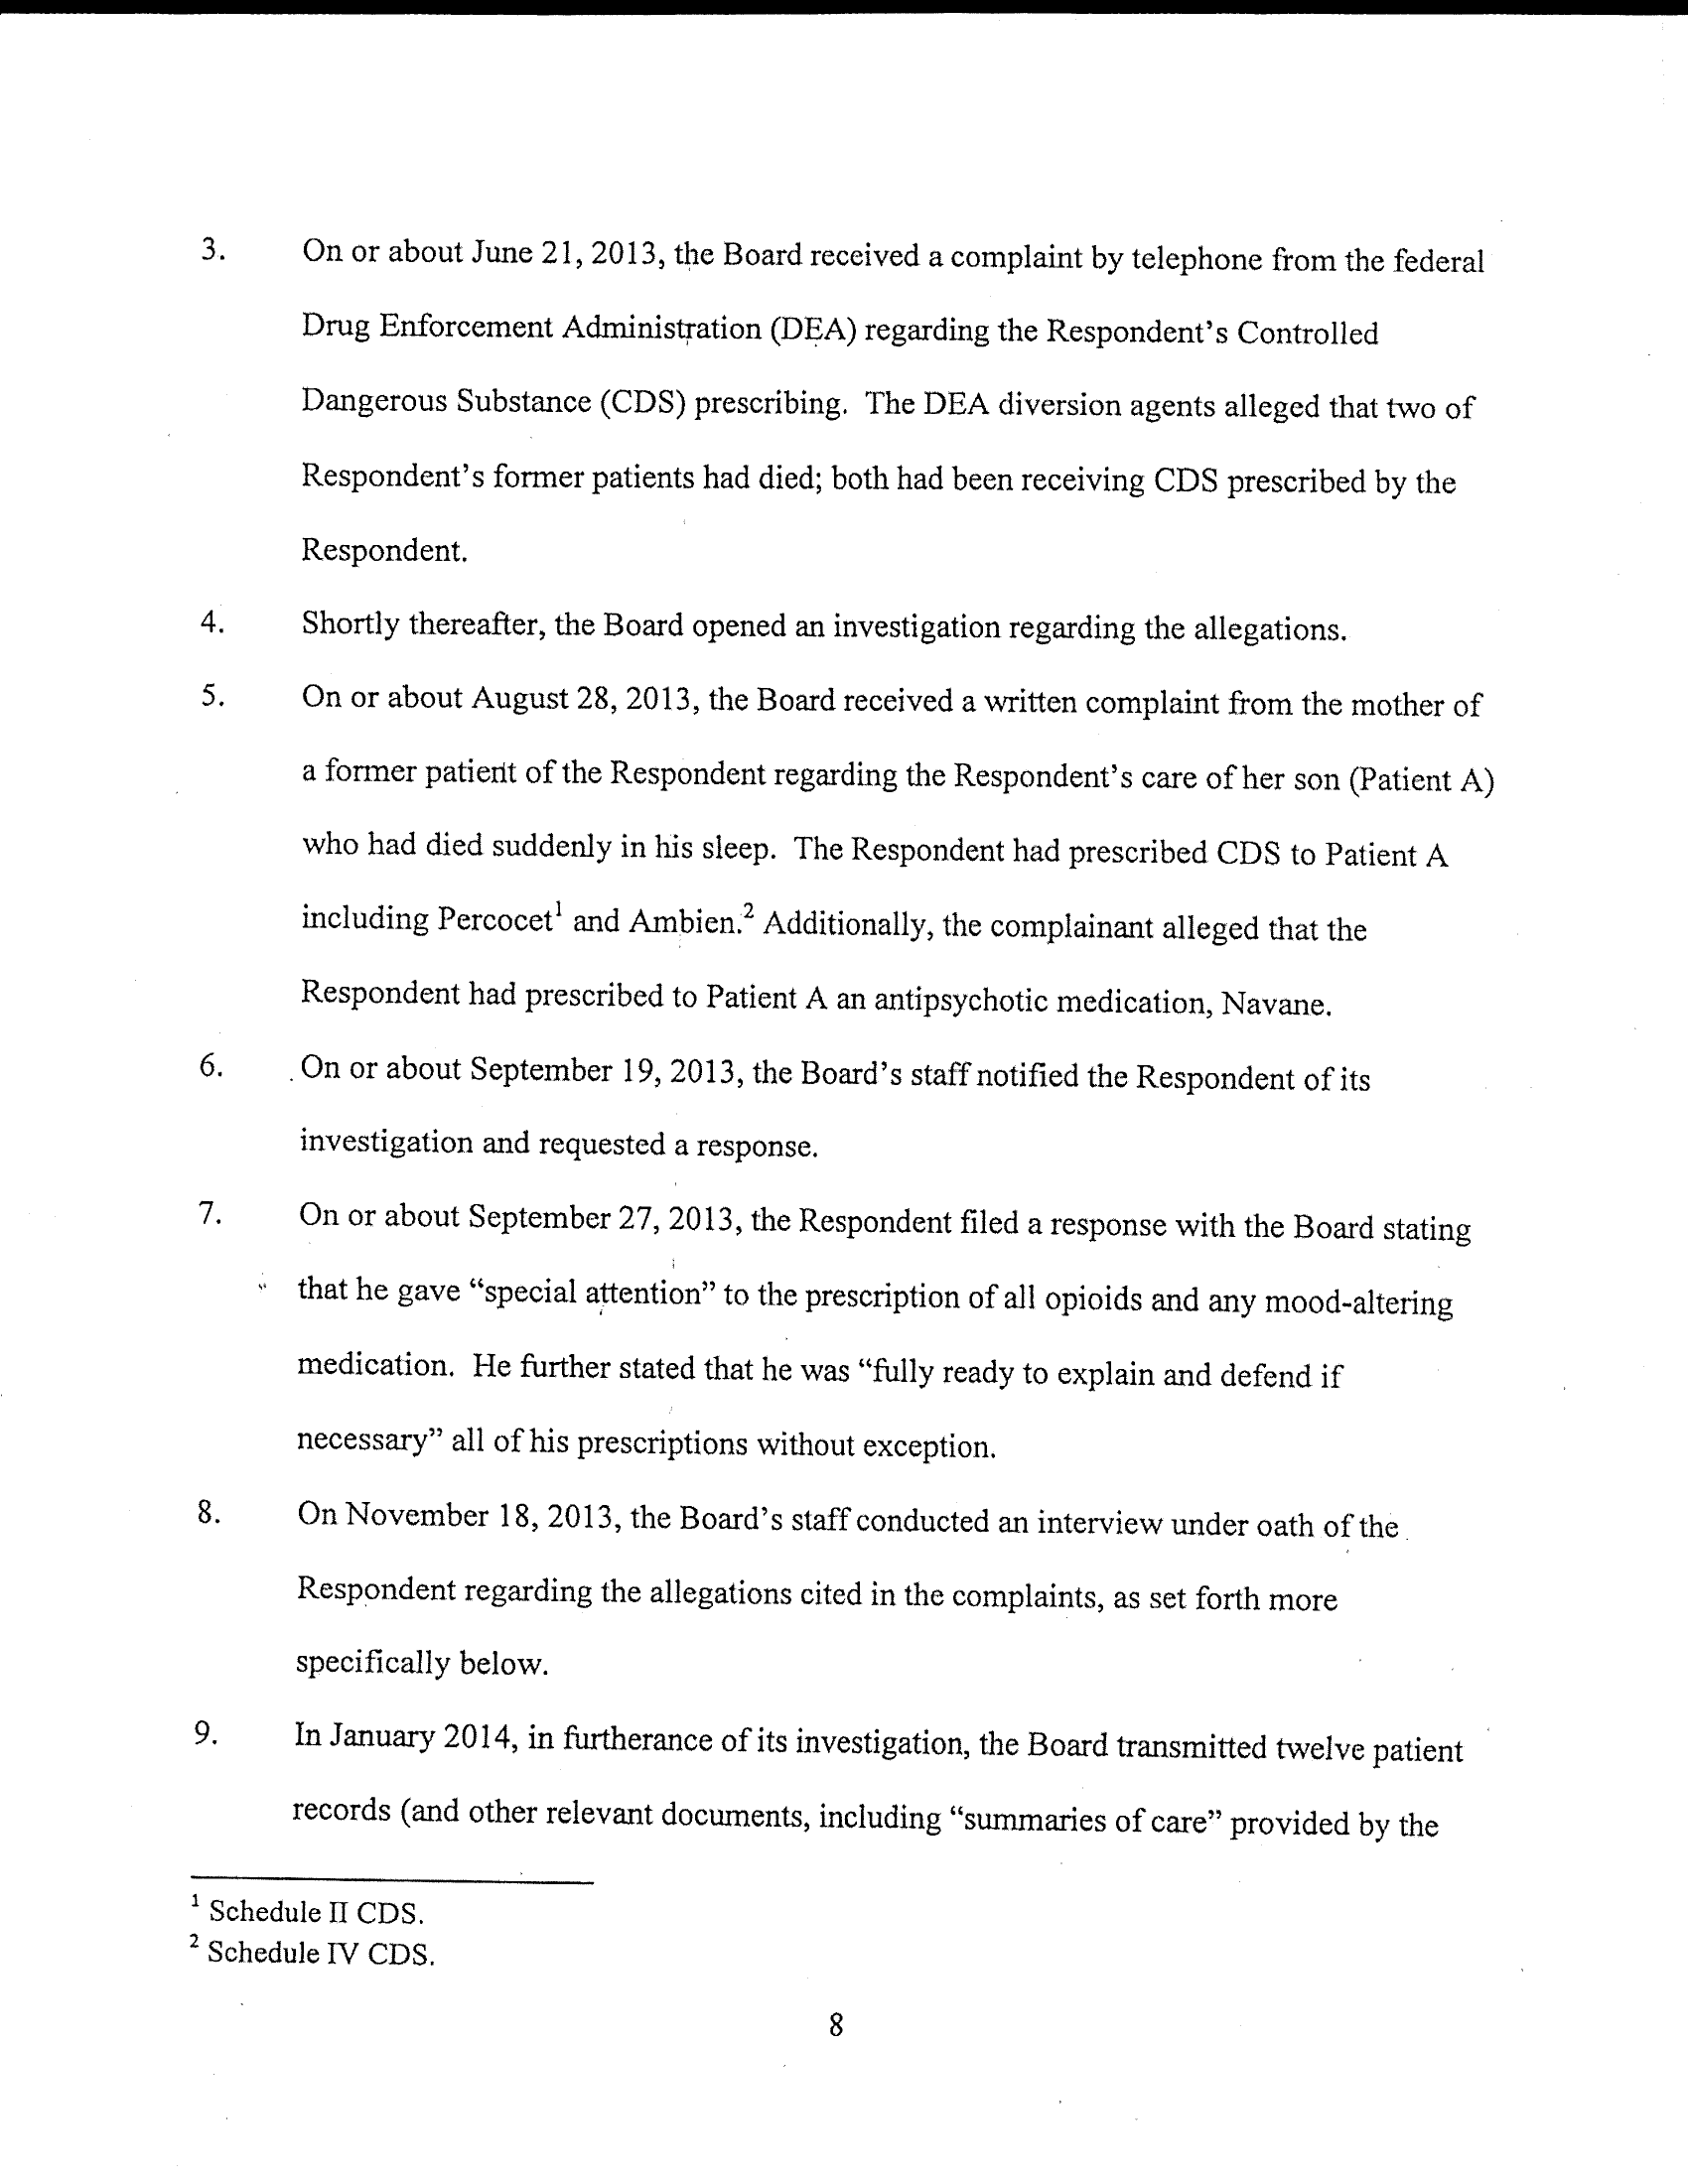 3. On or about June 21, 2013, the Board received a complaint by telephone from the federal
Drug Enforcement Administration (DEA) regarding the Respondent's Controlled
Dangerous Substance (CDS) prescribing. The DEA diversion agents alleged that two of
Respondent's former patients had died; both had been receiving CDS prescribed by the
Respondent.
4. Shortly thereafter, the Board opened an investigation regarding the allegations.
5. On or about August 28, 2013, the Board received a written complaint from the mother of
a former patient of the Respondent regarding the Respondent's care of her son (Patient A)
who had died suddenly in his sleep. The Respondent had prescribed CDS to Patient A
including Percocet¹ and Ambien.² Additionally, the complainant alleged that the
Respondent had prescribed to Patient A an antipsychotic medication, Navane.
6. On or about September 19, 2013, the Board's staff notified the Respondent of its
investigation and requested a response.
7. On or about September 27, 2013, the Respondent filed a response with the Board stating
that he gave “special attention” to the prescription of all opioids and any mood-altering
medication. He further stated that he was “fully ready to explain and defend if
necessary” all of his prescriptions without exception.
8. On November 18, 2013, the Board's staff conducted an interview under oath of the
Respondent regarding the allegations cited in the complaints, as set forth more
specifically below.
9. In January 2014, in furtherance of its investigation, the Board transmitted twelve patient
records (and other relevant documents, including “summaries of care” provided by the
¹ Schedule II CDS.
² Schedule IV CDS.
8